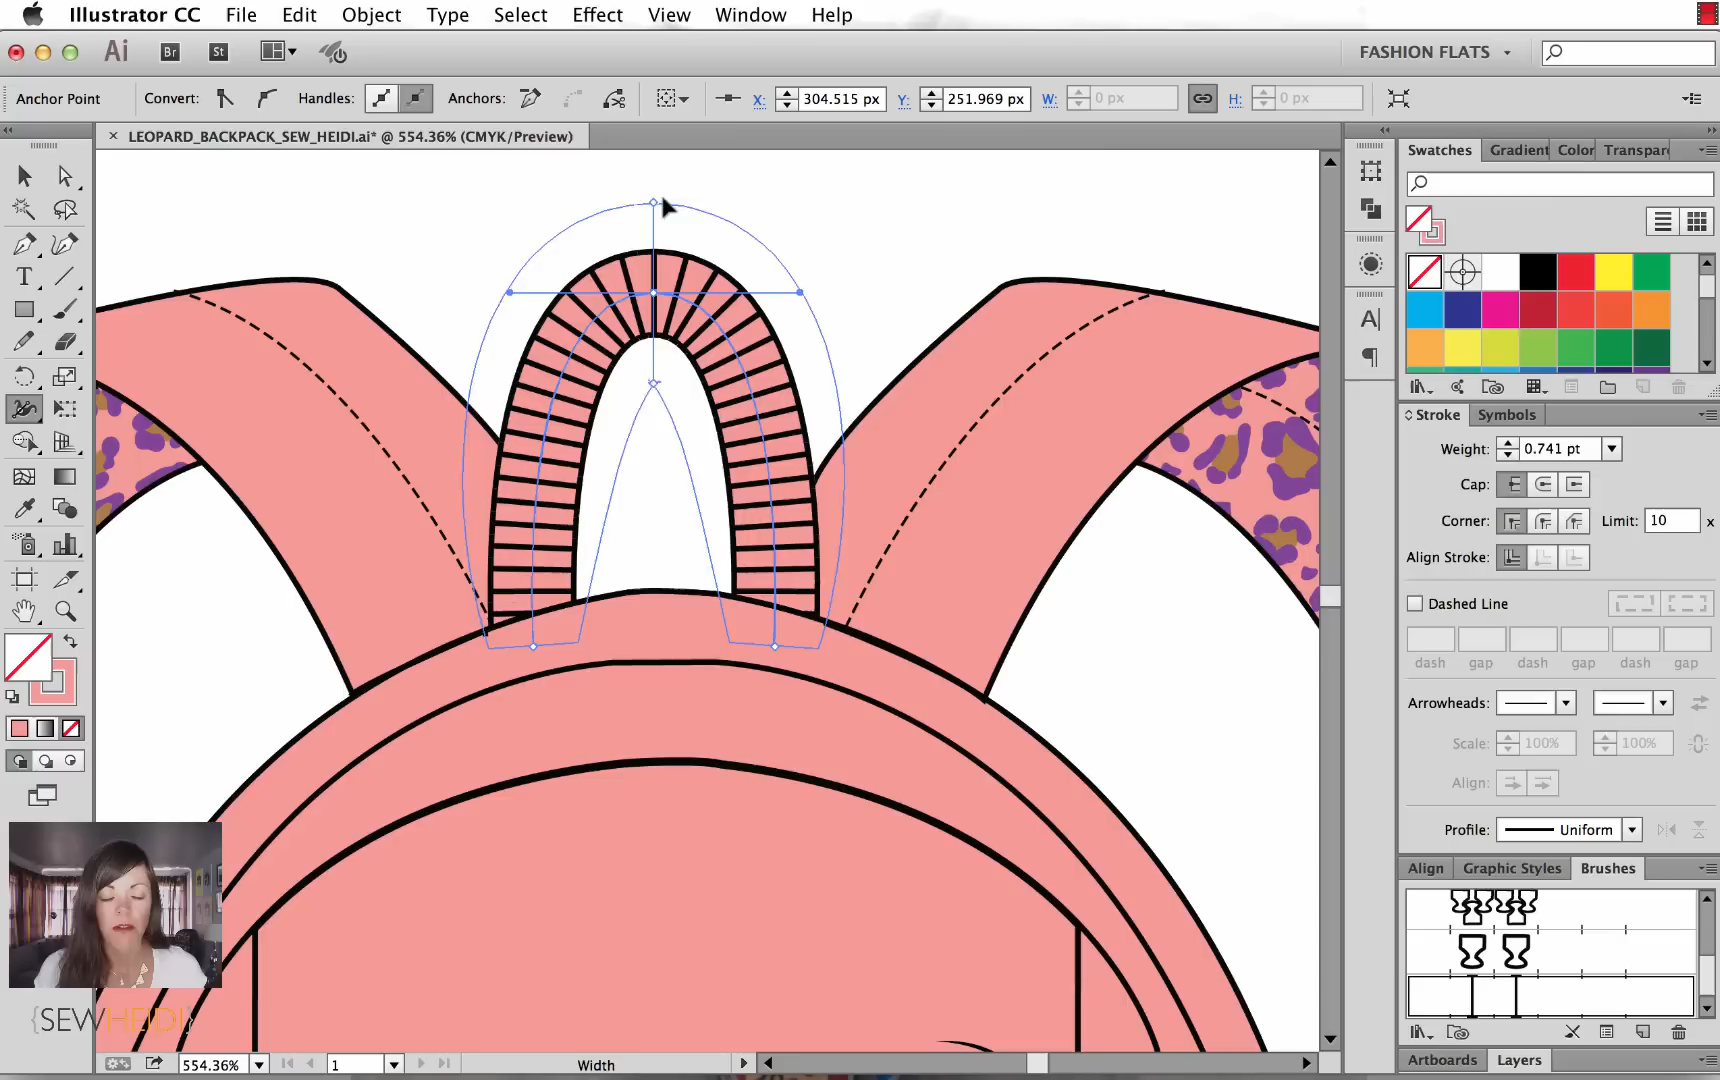 Illustrator CC File Edit Object Type Select Effect View Window Help
Ai Br St FASHION FLATS
Anchor Point Convert: Handles: Anchors: X: 304.515 px Y: 251.969 px W: 0 px H: 0 px
× LEOPARD_BACKPACK_SEW_HEIDI.ai* @ 554.36% (CMYK/Preview)
Swatches Gradient Color Transpar
Stroke Symbols
Weight: 0.741 pt
Cap:
Corner: Limit: 10 x
Align Stroke:
Dashed Line
dash gap dash gap dash gap
Arrowheads:
Scale: 100% 100%
Align:
Profile: Uniform
Align Graphic Styles Brushes
{SEWHEIDI}
554.36% 1 Width
Artboards Layers